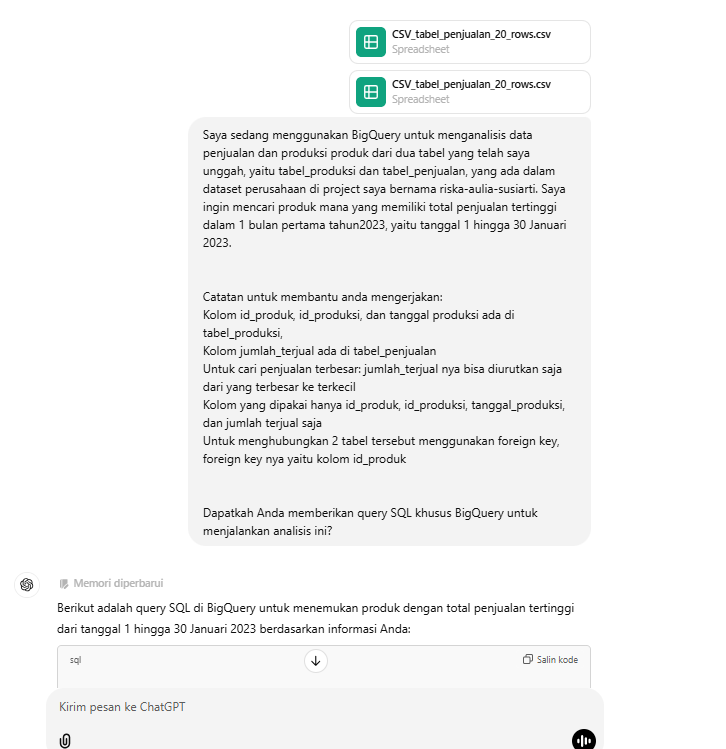 CSV_tabel_penjualan_20_rows.csv
Spreadsheet
CSV_tabel_penjualan_20_rows.csv
Spreadsheet
Saya sedang menggunakan BigQuery untuk menganalisis data
penjualan dan produksi produk dari dua tabel yang telah saya
unggah, yaitu tabel_produksi dan tabel_penjualan, yang ada dalam
dataset perusahaan di project saya bernama riska-aulia-susiarti. Saya
ingin mencari produk mana yang memiliki total penjualan tertinggi
dalam 1 bulan pertama tahun2023, yaitu tanggal 1 hingga 30 Januari
2023.
Catatan untuk membantu anda mengerjakan:
Kolom id_produk, id_produksi, dan tanggal produksi ada di
tabel_produksi,
Kolom jumlah_terjual ada di tabel_penjualan
Untuk cari penjualan terbesar: jumlah_terjual nya bisa diurutkan saja
dari yang terbesar ke terkecil
Kolom yang dipakai hanya id_produk, id_produksi, tanggal_produksi,
dan jumlah terjual saja
Untuk menghubungkan 2 tabel tersebut menggunakan foreign key,
foreign key nya yaitu kolom id_produk
Dapatkah Anda memberikan query SQL khusus BigQuery untuk
menjalankan analisis ini?
Memori diperbarui
Berikut adalah query SQL di BigQuery untuk menemukan produk dengan total penjualan tertinggi
dari tanggal 1 hingga 30 Januari 2023 berdasarkan informasi Anda:
sql
Salin kode
Kirim pesan ke ChatGPT